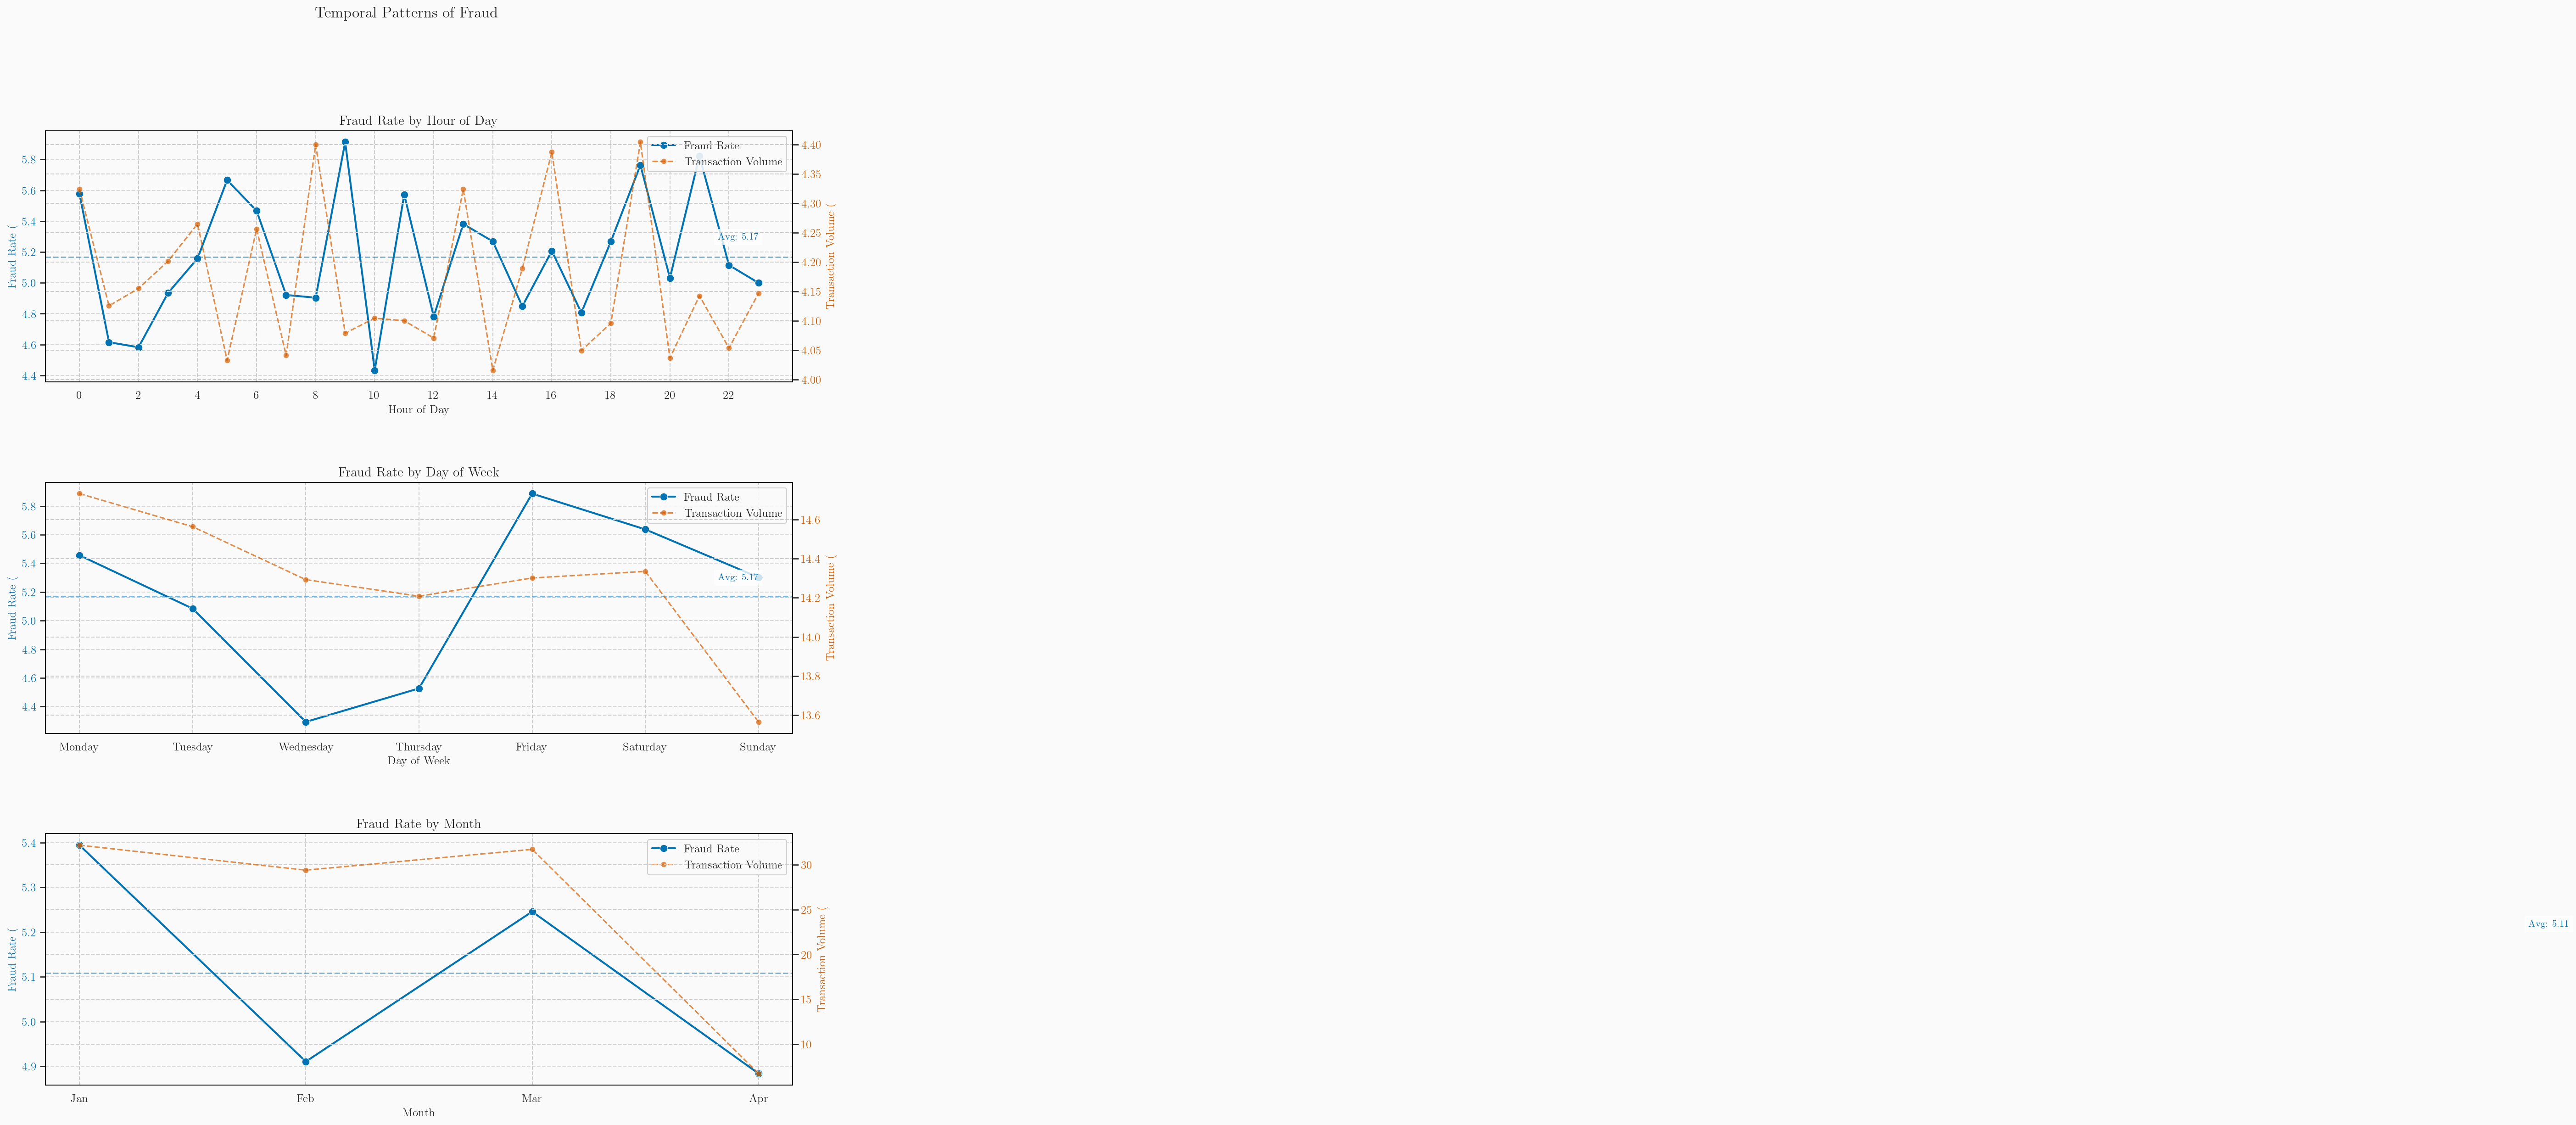 Temporal Patterns of Fraud
Fraud Rate by Hour of Day
Fraud Rate
Transaction Volume
Fraud Rate (
5.8
5.6
5.4
5.2
5.0
4.8
4.6
4.4
Avg: 5.17
4.40
4.35
4.30
4.25
4.20
4.15
4.10
4.05
4.00
Transaction Volume (
0 2 4 6 8 10 12 14 16 18 20 22
Hour of Day
Fraud Rate by Day of Week
Fraud Rate
Transaction Volume
Fraud Rate (
5.8
5.6
5.4
5.2
5.0
4.8
4.6
4.4
Avg: 5.17
14.6
14.4
14.2
14.0
13.8
13.6
Transaction Volume (
Monday Tuesday Wednesday Thursday Friday Saturday Sunday
Day of Week
Fraud Rate by Month
Fraud Rate
Transaction Volume
Fraud Rate (
5.4
5.3
5.2
5.1
5.0
4.9
30
25
20
15
10
Transaction Volume (
Avg: 5.11
Jan Feb Mar Apr
Month